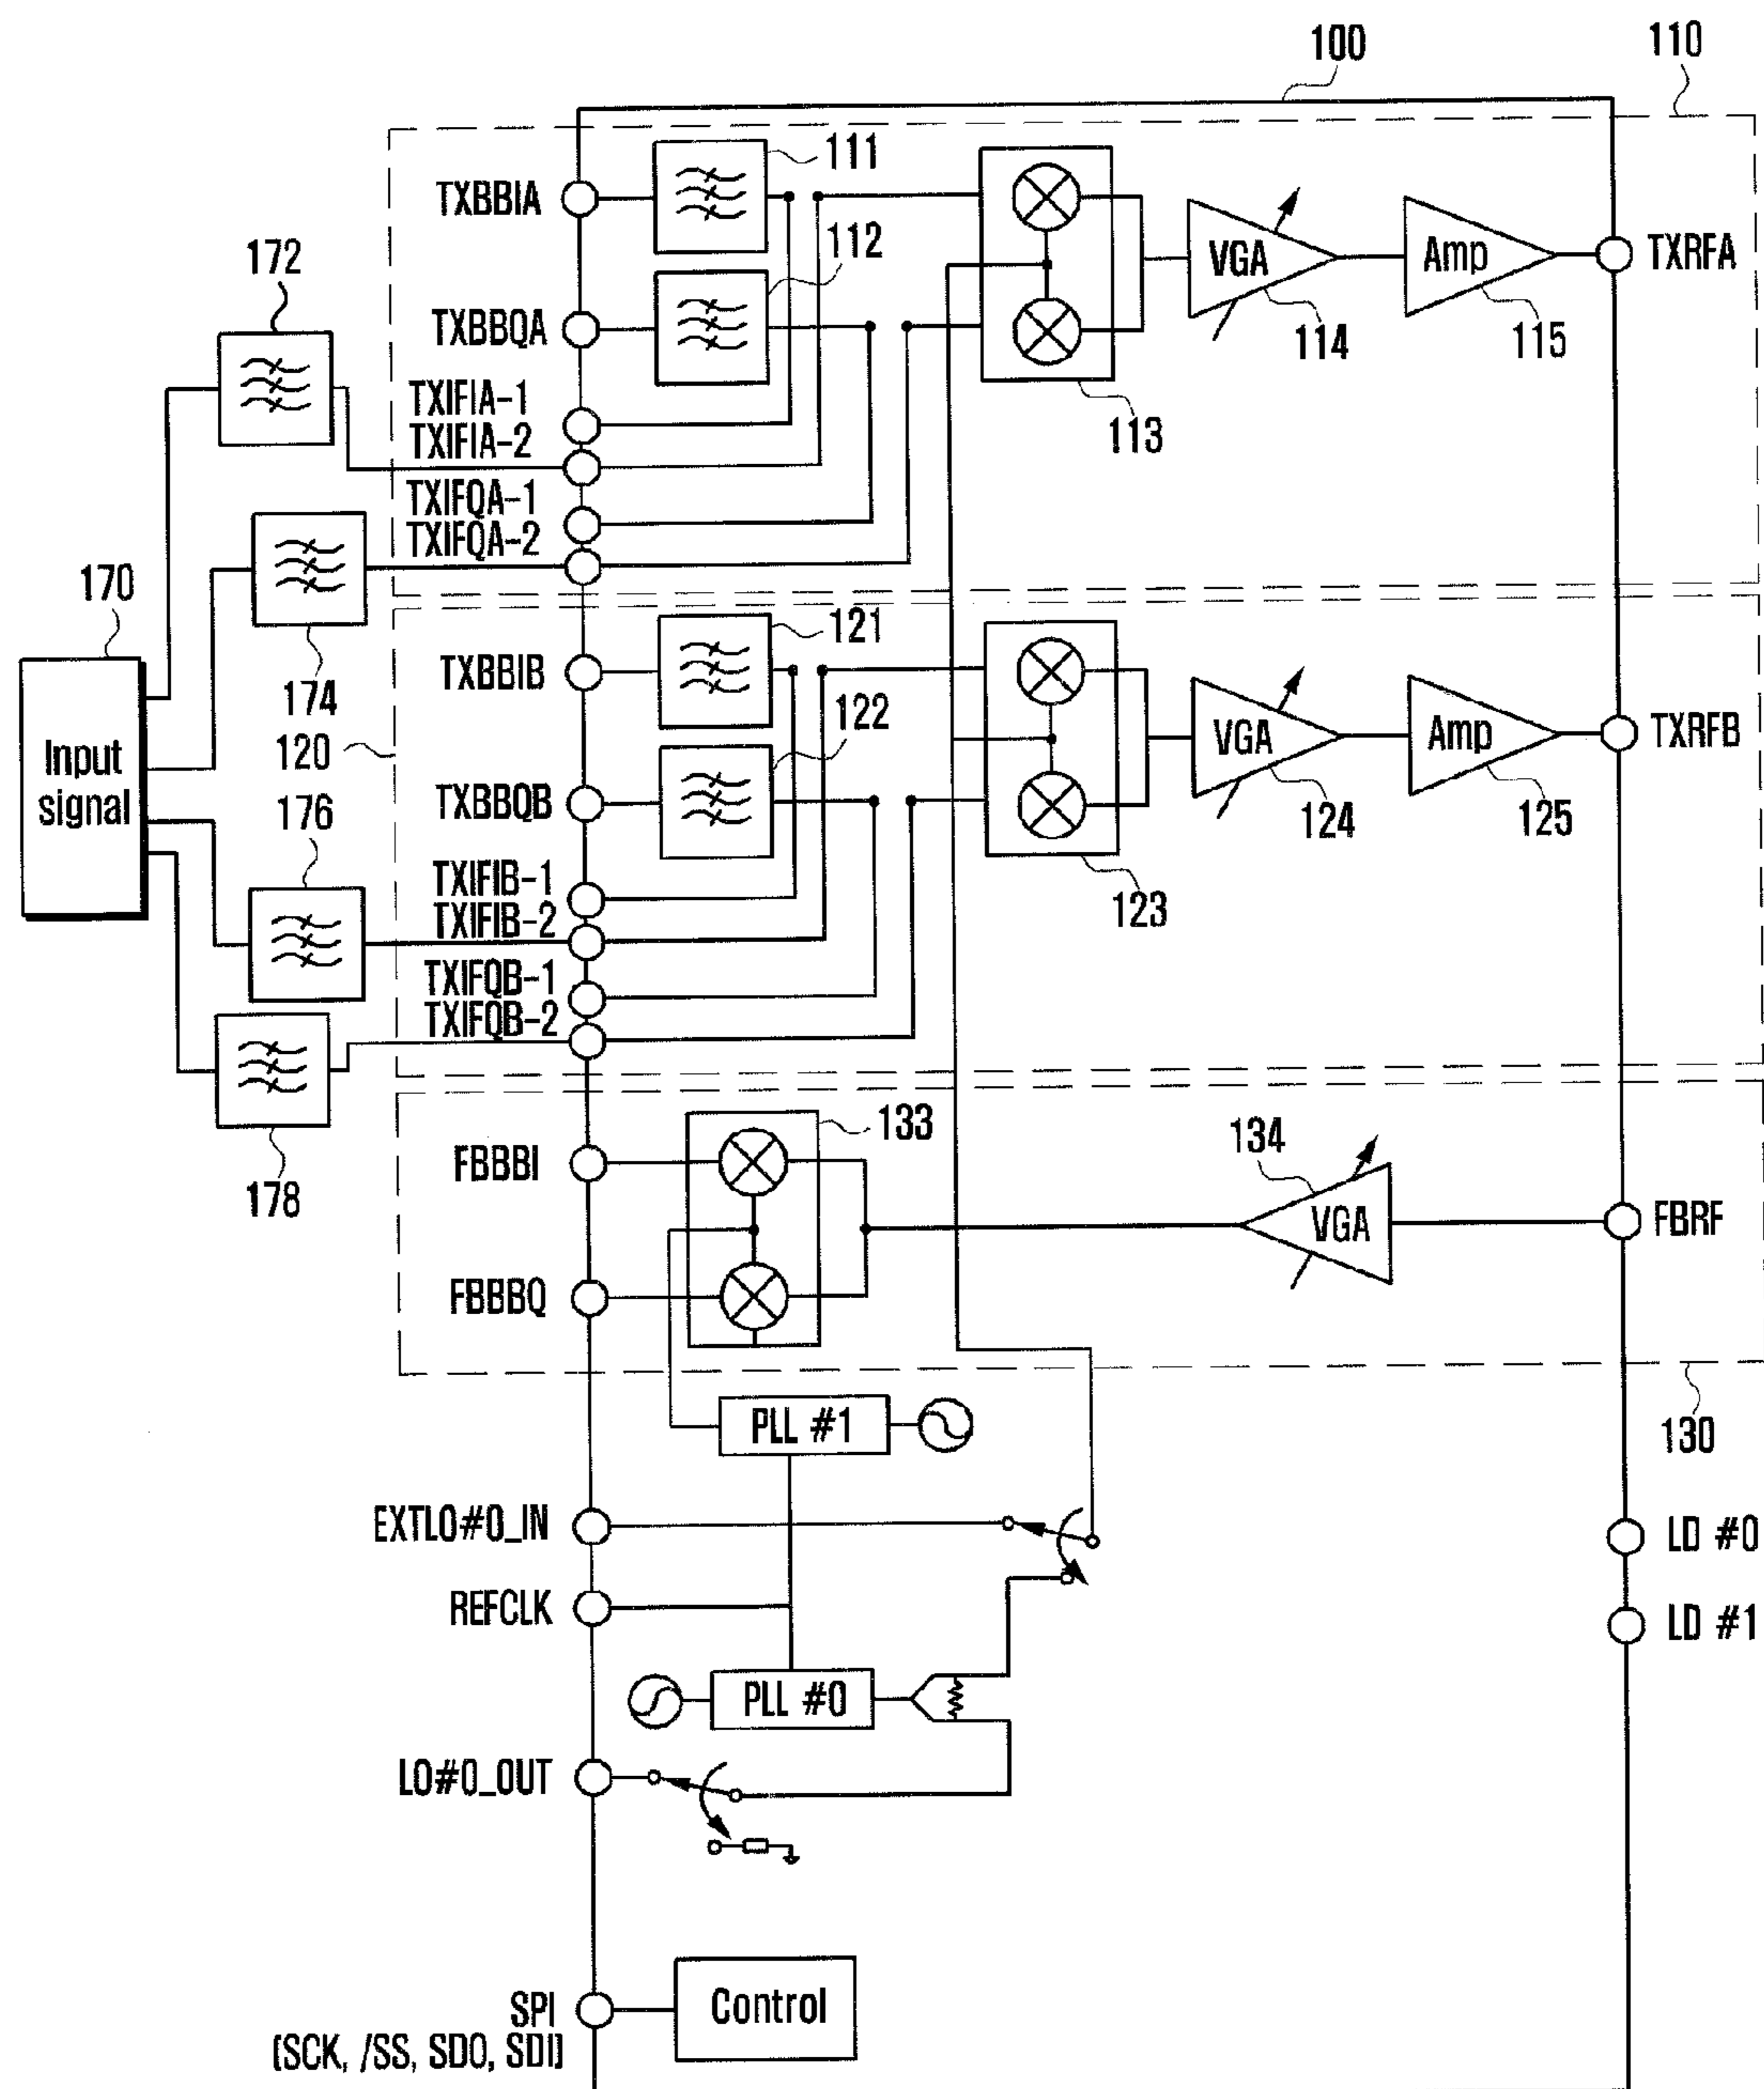 100
110
111
TXBBIA
112
172
VGA
Amp
TXRFA
TXBBQA
114
115
TXIFIA-1
113
TXIFIA-2
TXIFQA-1
TXIFQA-2
170
121
174
TXBBIB
122
120
VGA
Amp
TXRFB
Input
signal
176
TXBBQB
124
125
TXIFIB-1
123
TXIFIB-2
TXIFQB-1
TXIFQB-2
133
134
178
FBBBI
VGA
FBRF
FBBBQ
PLL #1
130
EXTLO#0_IN
LD #0
REFCLK
LD #1
PLL #0
LO#0_OUT
SPI
Control
(SCK, /SS, SDO, SDI)